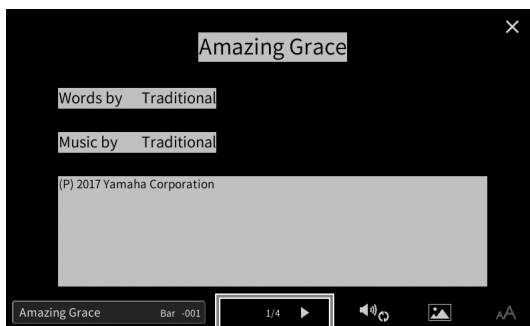 Amazing Grace
Words by Traditional
Music by Traditional
(P) 2017 Yamaha Corporation
Amazing Grace Bar -001 1/4 AA